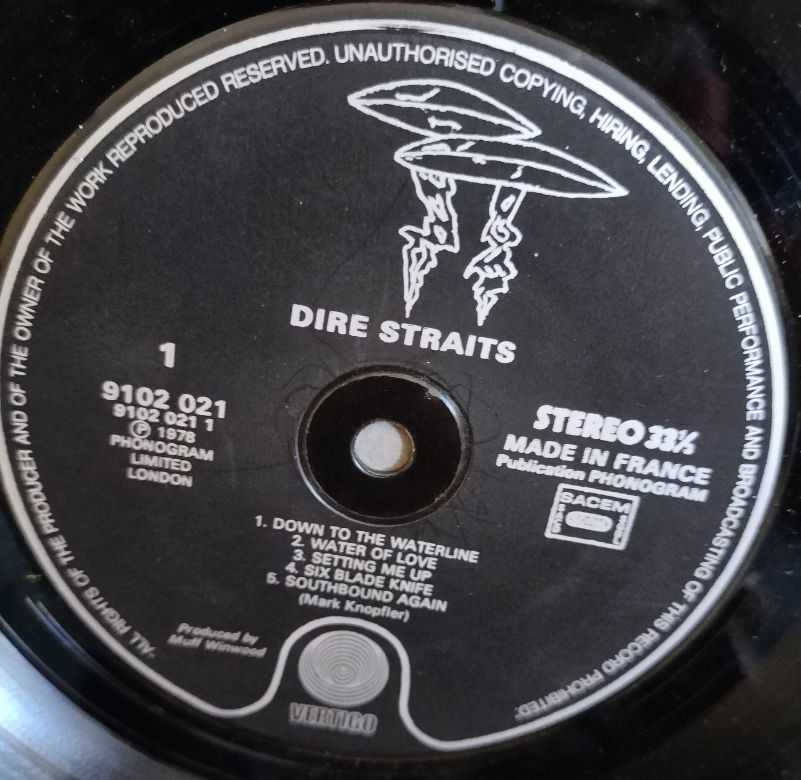 "ALL RIGHTS OF THE PRODUCER AND OF THE OWNER OF THE WORK REPRODUCED RESERVED. UNAUTHORISED COPYING, HIRING, LENDING, PUBLIC PERFORMANCE AND BROADCASTING OF THIS RECORD PROHIBITED."
DIRE STRAITS
1
9102 021
9102 021 1
Ⓟ 1978
PHONOGRAM
LIMITED
LONDON
STEREO 33⅓
MADE IN FRANCE
Publication PHONOGRAM
SACEM
1. DOWN TO THE WATERLINE
2. WATER OF LOVE
3. SETTING ME UP
4. SIX BLADE KNIFE
5. SOUTHBOUND AGAIN
(Mark Knopfler)
Produced by
Muff Winwood
VERTIGO